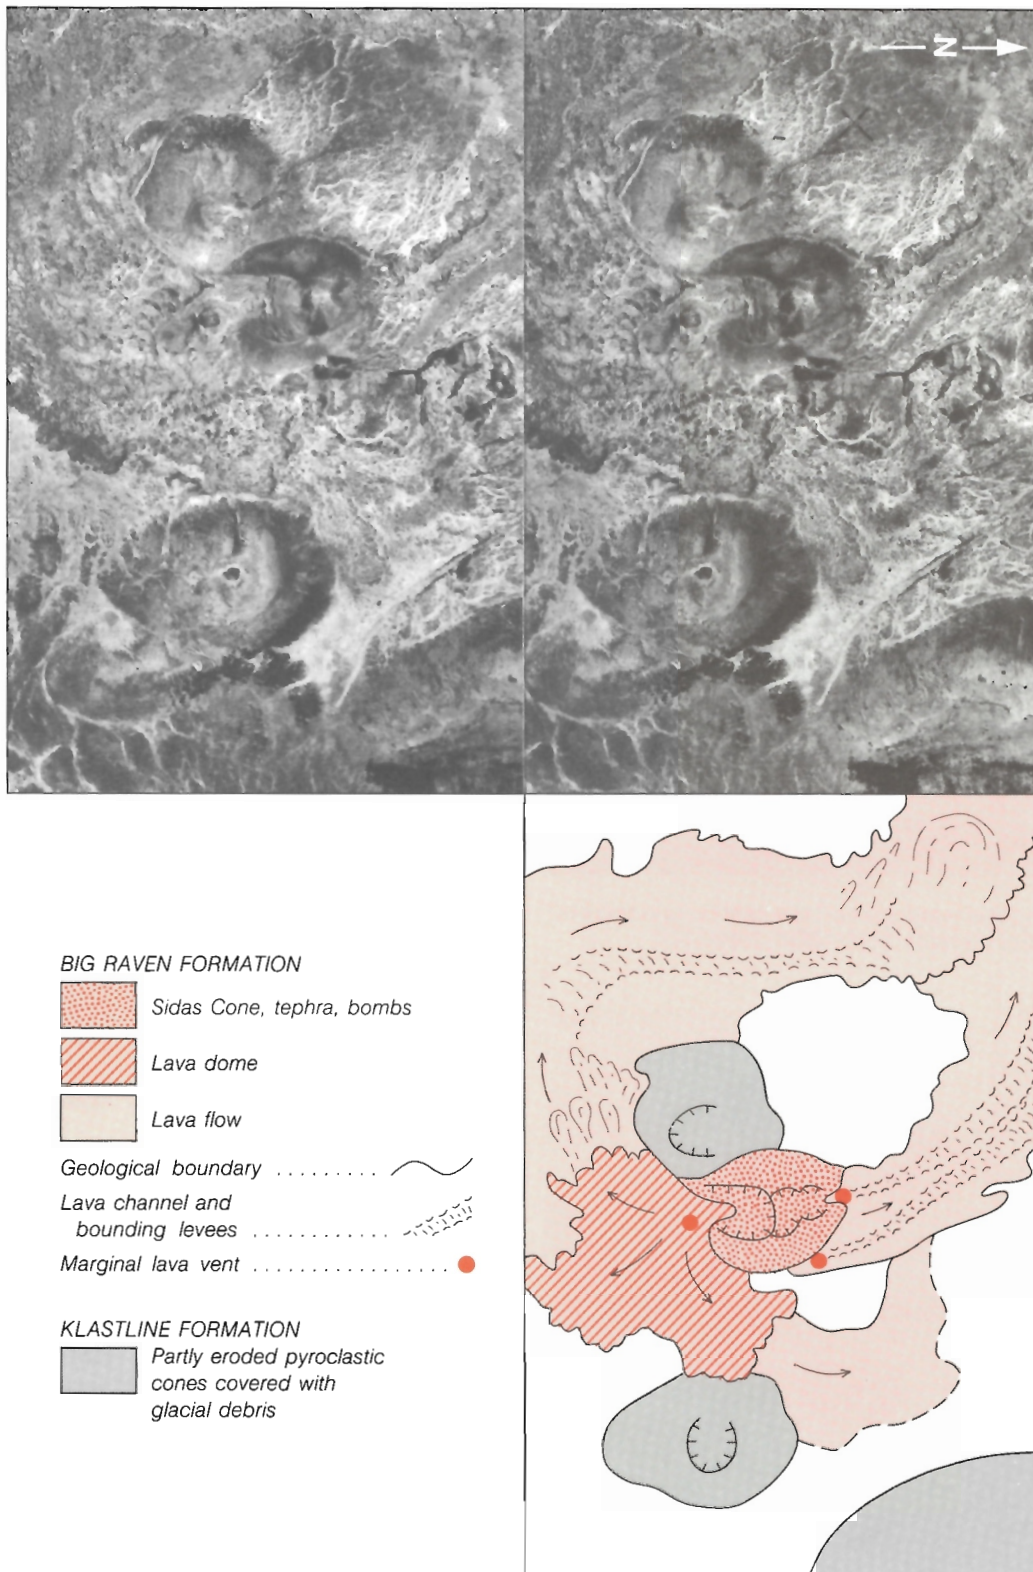 N
BIG RAVEN FORMATION
Sidas Cone, tephra, bombs
Lava dome
Lava flow
Geological boundary . . . . . . . . . . . .
Lava channel and
bounding levees . . . . . . . . . . . . . .
Marginal lava vent . . . . . . . . . . . . . . . . . .
KLASTLINE FORMATION
Partly eroded pyroclastic
cones covered with
glacial debris